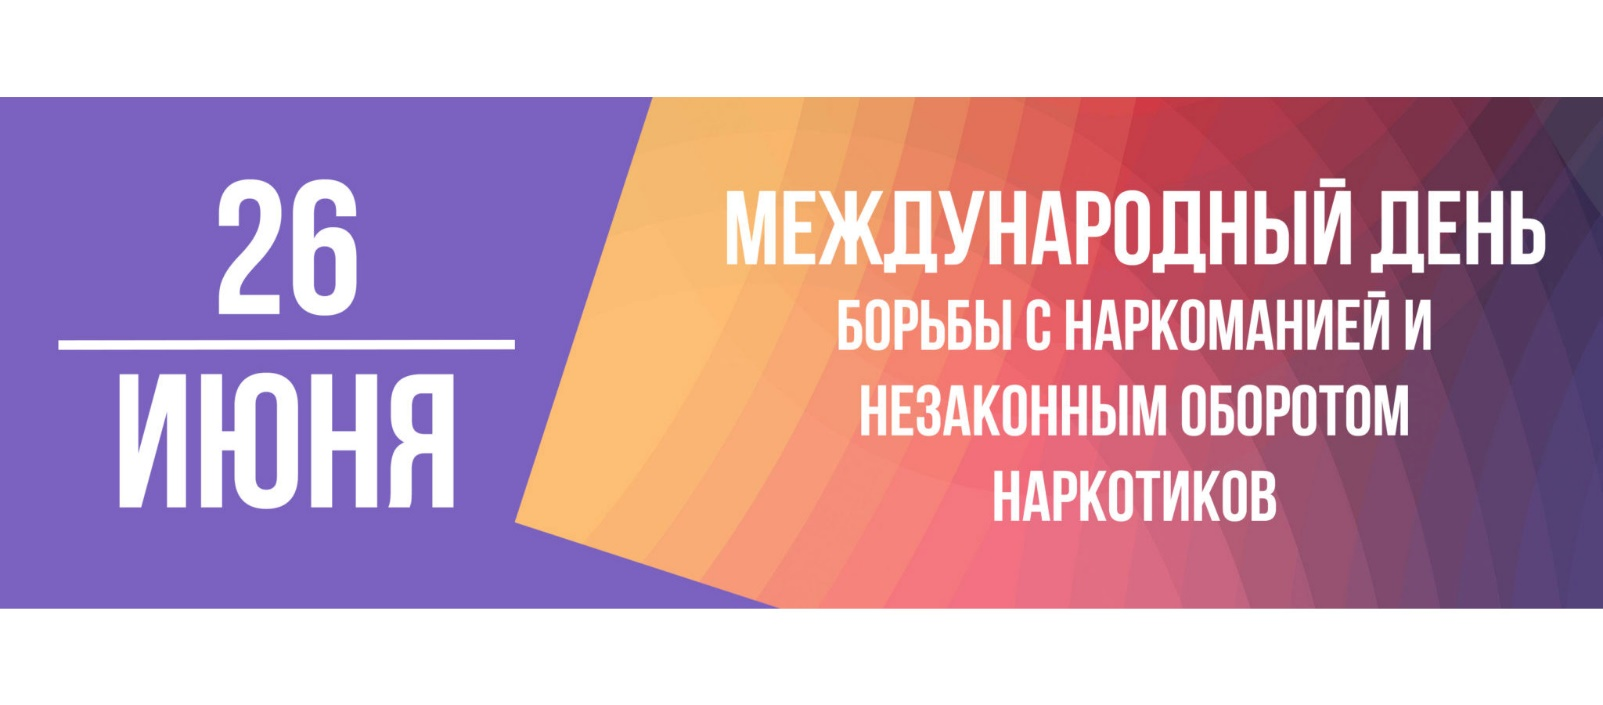 26
ИЮНЯ
МЕЖДУНАРОДНЫЙ ДЕНЬ
БОРЬБЫ С НАРКОМАНИЕЙ И
НЕЗАКОННЫМ ОБОРОТОМ
НАРКОТИКОВ